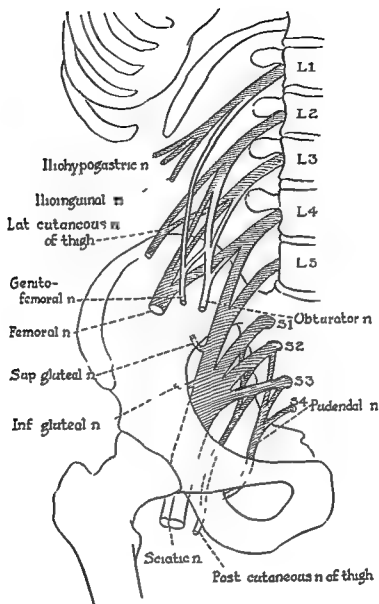 L1
L2
Iliohypogastric n
L3
Ilioinguinal n
Lat cutaneous n
of thigh
L4
L5
Genito-
femoral n
Obturator n
Femoral n
S1
S2
Sup gluteal n
S3
S4
Pudendal n
Inf gluteal n
Sciatic n
Post cutaneous n of thigh